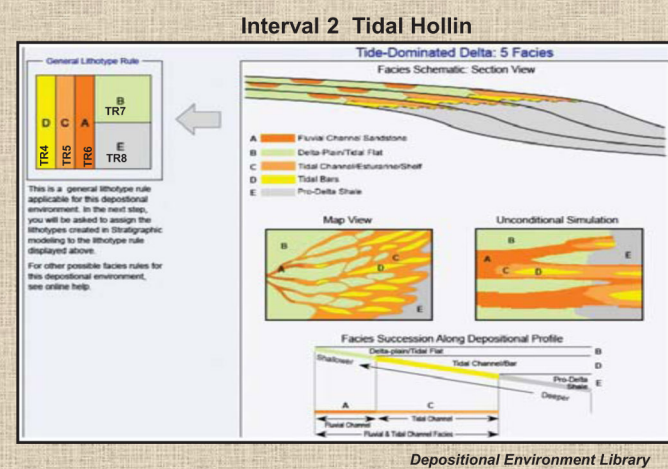 Interval 2 Tidal Hollin
General Lithotype Rule
D
C
A
B
TR7
E
TR8
TR4
TR5
TR6
This is a general lithotype rule
applicable for this depostional
environment. In the next step,
you will be asked to assign the
lithotypes created in Stratigraphic
modeling to the lithotype rule
displayed above.
For other possible facies rules for
this depositional environment,
see online help.
Tide-Dominated Delta: 5 Facies
Facies Schematic: Section View
A Fluvial Channel Sandstone
B Delta-Plain/Tidal Flat
C Tidal Channel/Esturarine/Shelf
D Tidal Bars
E Pro-Delta Shale
Map View
B
A
C
D
E
Unconditional Simulation
B
A
C
D
E
Facies Succession Along Depositional Profile
Delta-plain/Tidal Flat
B
Shallower
Tidal Channel/Bar
D
Pro-Delta
Shale
E
Deeper
A
C
Fluvial Channel
Tidal Channel
Fluvial & Tidal Channel Facies
Depositional Environment Library